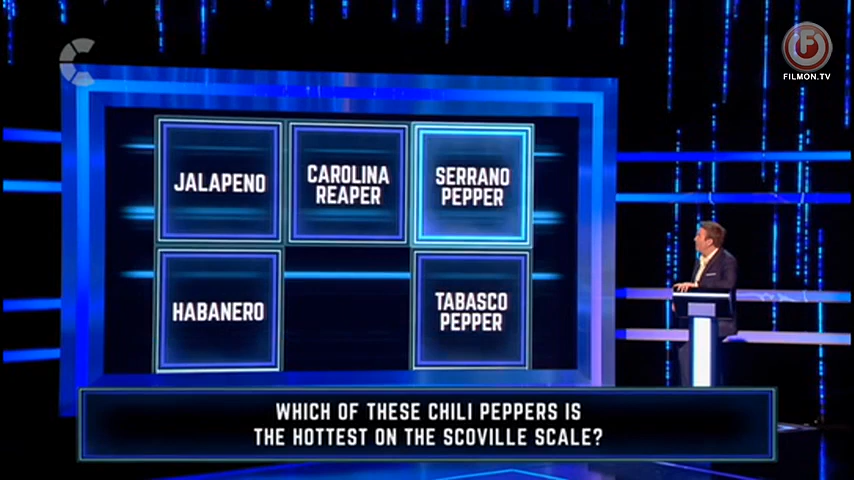 FILMON.TV
JALAPENO
CAROLINA
REAPER
SERRANO
PEPPER
HABANERO
TABASCO
PEPPER
WHICH OF THESE CHILI PEPPERS IS
THE HOTTEST ON THE SCOVILLE SCALE?